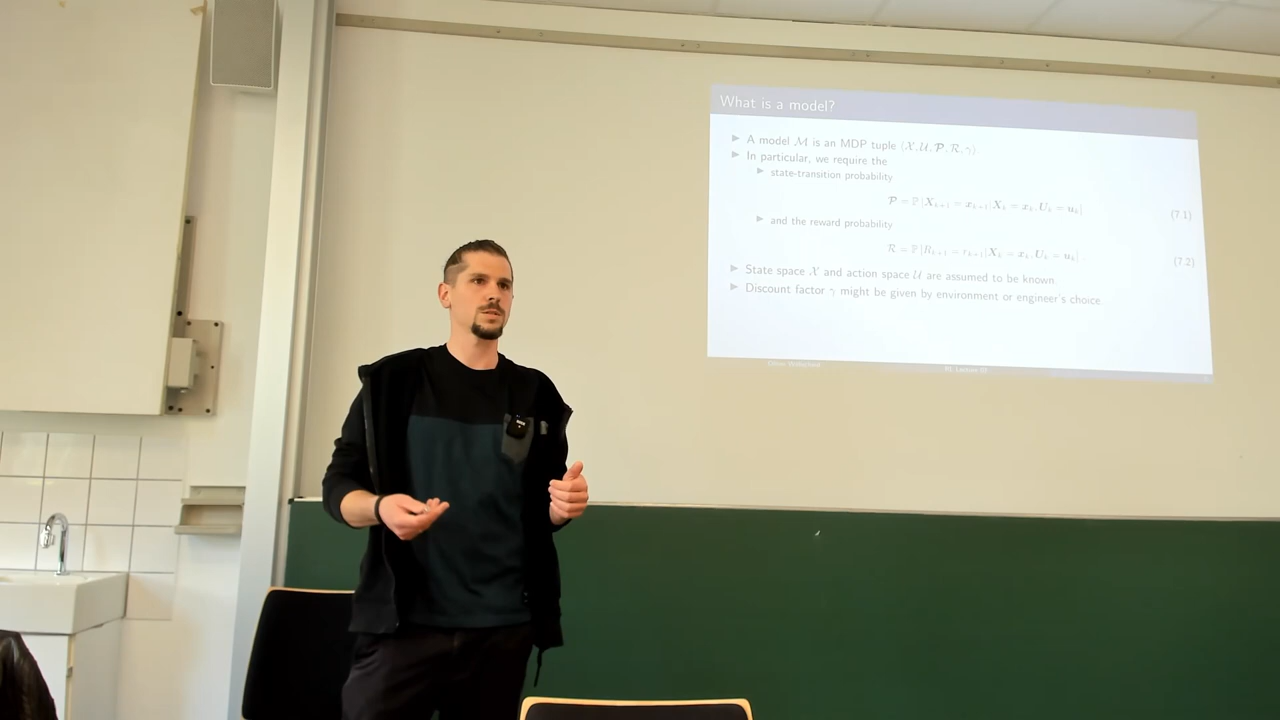 What is a model?
▶ A model ℳ is an MDP tuple ⟨𝒳, 𝒰, 𝓟, ℛ, γ⟩
▶ In particular, we require the
▶ state-transition probability
𝓟 = ℙ [X_{k+1} = x_{k+1} | X_k = x_k, U_k = u_k] (7.1)
▶ and the reward probability
ℛ = ℙ [R_{k+1} = r_{k+1} | X_k = x_k, U_k = u_k] . (7.2)
▶ State space 𝒳 and action space 𝒰 are assumed to be known.
▶ Discount factor γ might be given by environment or engineer's choice.
RL Lecture 07